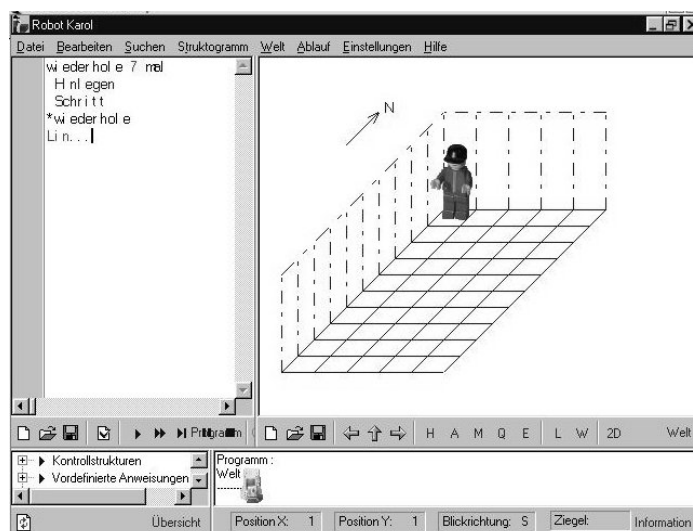 Robot Karol
Datei Bearbeiten Suchen Struktogramm Welt Ablauf Einstellungen Hilfe
wiederhole 7 mal
Hinlegen
Schritt
*wiederhole
Lin...
N
Programm
H A M Q E L W 2D Welt
Kontrollstrukturen
Vordefinierte Anweisungen
Programm :
Welt
Übersicht
Position X: 1 Position Y: 1 Blickrichtung: S Ziegel: Information